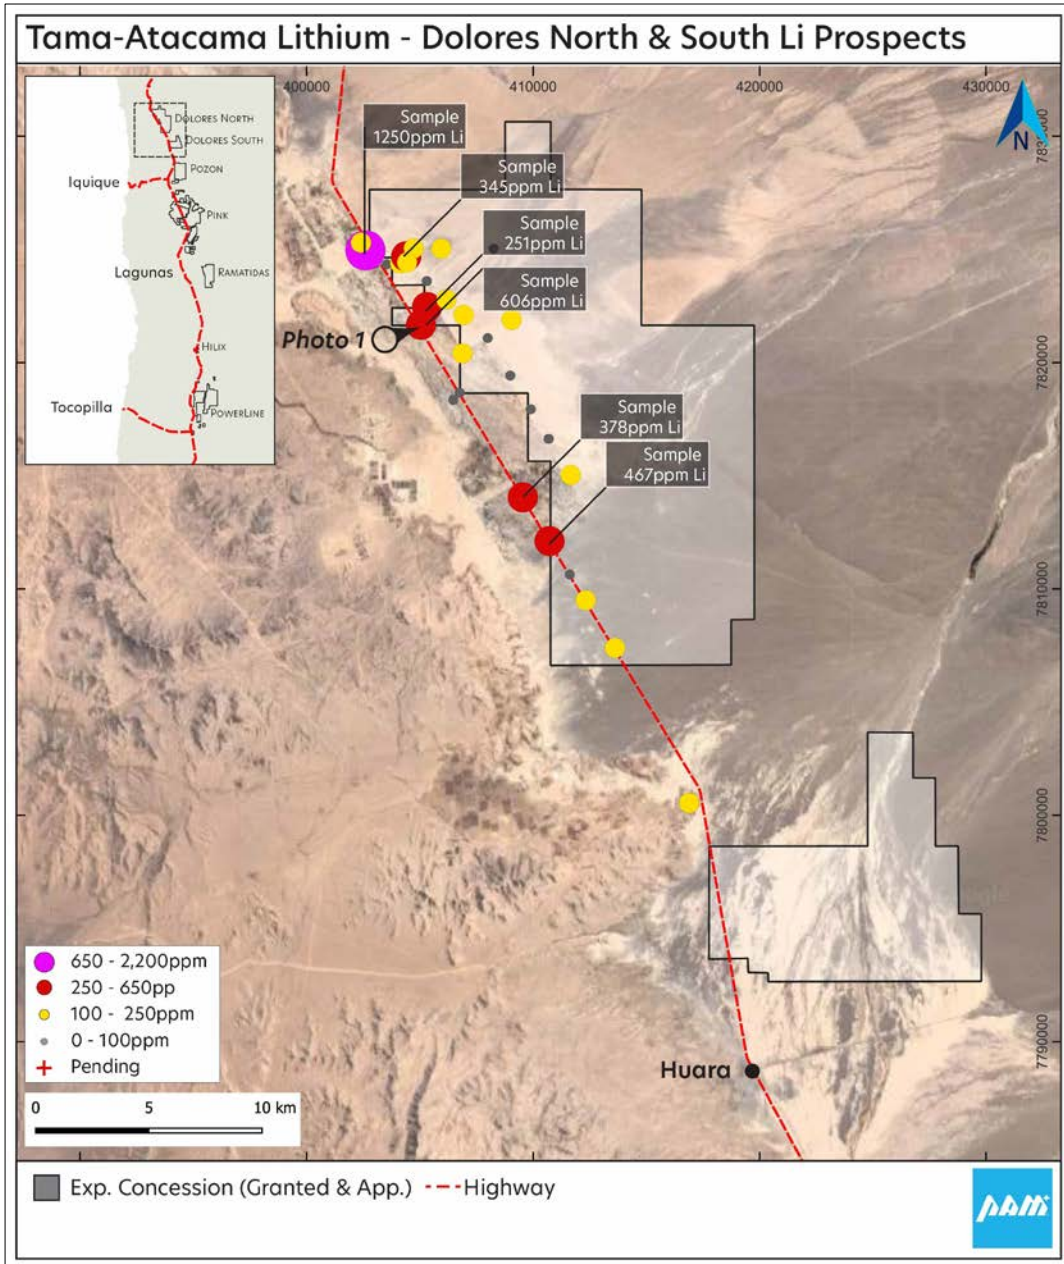 Tama-Atacama Lithium - Dolores North & South Li Prospects
400000
410000
420000
430000
Sample
1250ppm Li
Sample
345ppm Li
Sample
251ppm Li
Sample
606ppm Li
Photo 1
Sample
378ppm Li
Sample
467ppm Li
N
7820000
7810000
7800000
7790000
Dolores North
Dolores South
Pozon
Iquique
Pink
Lagunas
Ramatidas
Hilix
Tocopilla
PowerLine
Huara
650 - 2,200ppm
250 - 650pp
100 - 250ppm
0 - 100ppm
Pending
0 5 10 km
Exp. Concession (Granted & App.) Highway
PAM